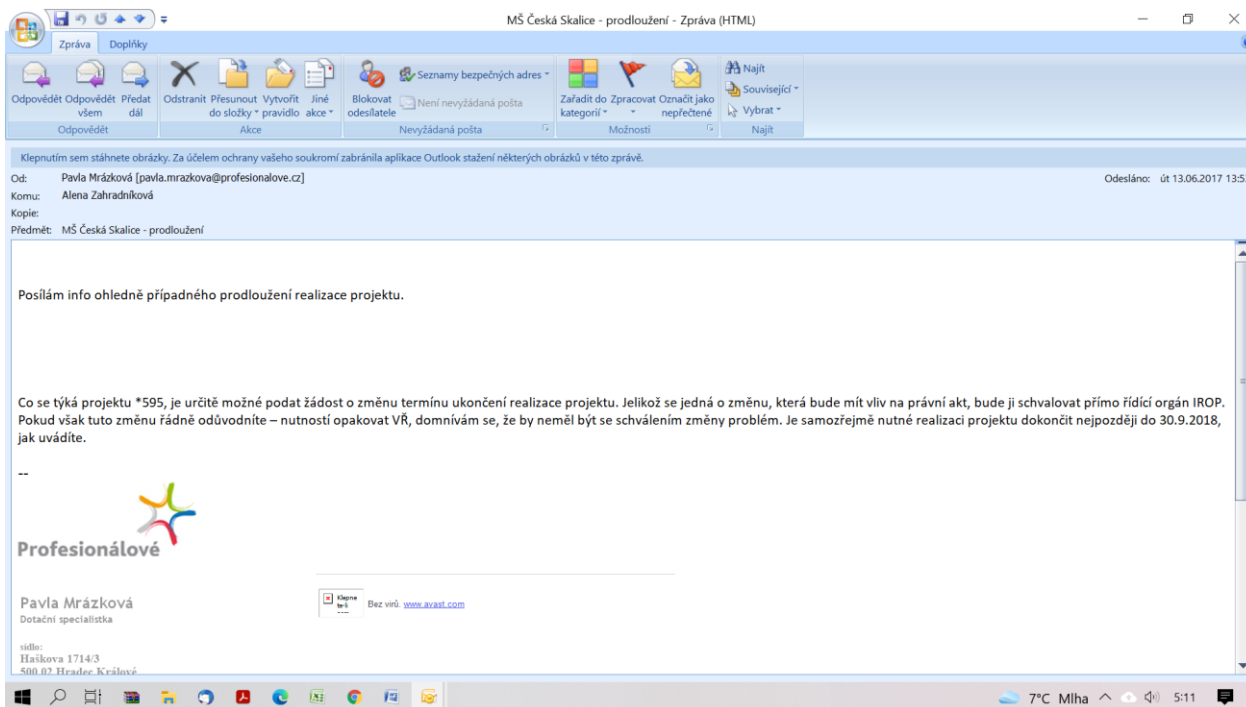 MŠ Česká Skalice - prodloužení - Zpráva (HTML)
Zpráva Doplňky
Odpovědět Odpovědět všem Předat dál
Odpovědět
Odstranit Přesunout do složky Vytvořit pravidlo Jiné akce
Akce
Blokovat odesílatele
Seznamy bezpečných adres
Není nevyžádaná pošta
Nevyžádaná pošta
Zařadit do kategorií Zpracovat Označit jako nepřečtené
Možnosti
Najít
Související
Vybrat
Najít
Klepnutím sem stáhnete obrázky. Za účelem ochrany vašeho soukromí zabránila aplikace Outlook stažení některých obrázků v této zprávě.
Od: Pavla Mrázková [pavla.mrazkova@profesionalove.cz] Odesláno: út 13.06.2017 13:5
Komu: Alena Zahradníková
Kopie:
Předmět: MŠ Česká Skalice - prodloužení
Posílám info ohledně případného prodloužení realizace projektu.
Co se týká projektu *595, je určitě možné podat žádost o změnu termínu ukončení realizace projektu. Jelikož se jedná o změnu, která bude mít vliv na právní akt, bude ji schvalovat přímo řídící orgán IROP.
Pokud však tuto změnu řádně odůvodníte – nutností opakovat VŘ, domnívám se, že by neměl být se schválením změny problém. Je samozřejmě nutné realizaci projektu dokončit nejpozději do 30.9.2018,
jak uvádíte.
--
Profesionálové
Pavla Mrázková
Dotační specialistka
sídlo:
Haškova 1714/3
500 02 Hradec Králové
Klepne
te-li
Bez virů. www.avast.com
7°C Mlha 5:11